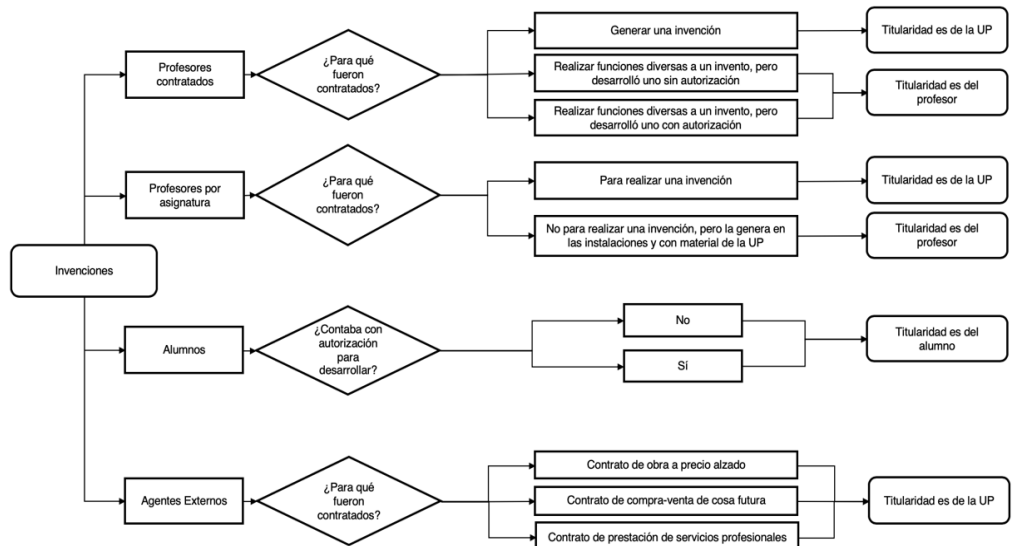 Profesores
contratados
¿Para qué
fueron
contratados?
Generar una invención
Titularidad es de la UP
Realizar funciones diversas a un invento, pero
desarrolló uno sin autorización
Realizar funciones diversas a un invento, pero
desarrolló uno con autorización
Titularidad es del
profesor
Profesores por
asignatura
¿Para qué
fueron
contratados?
Para realizar una invención
Titularidad es de la UP
No para realizar una invención, pero la genera en
las instalaciones y con material de la UP
Titularidad es del
profesor
Invenciones
Alumnos
¿Contaba con
autorización
para
desarrollar?
No
Sí
Titularidad es del
alumno
Agentes Externos
¿Para qué
fueron
contratados?
Contrato de obra a precio alzado
Contrato de compra-venta de cosa futura
Contrato de prestación de servicios profesionales
Titularidad es de la UP